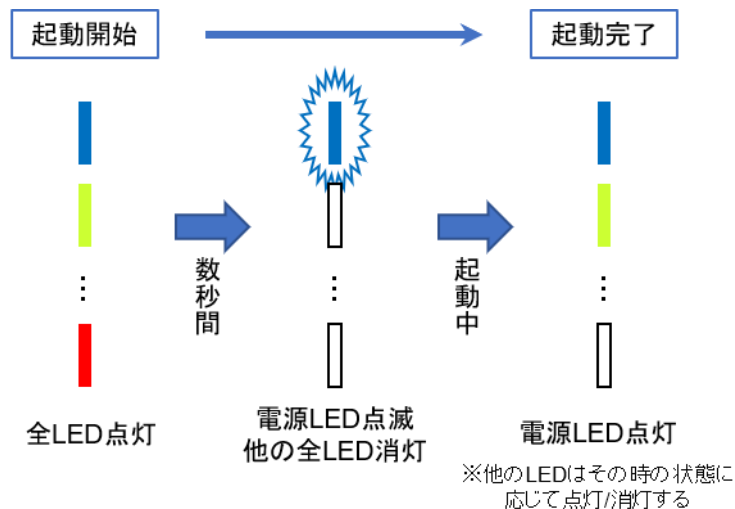 起動開始
起動完了
数秒間
起動中
⋮
⋮
⋮
全LED点灯
電源LED点滅
他の全LED消灯
電源LED点灯
※他のLEDはその時の状態に
応じて点灯/消灯する